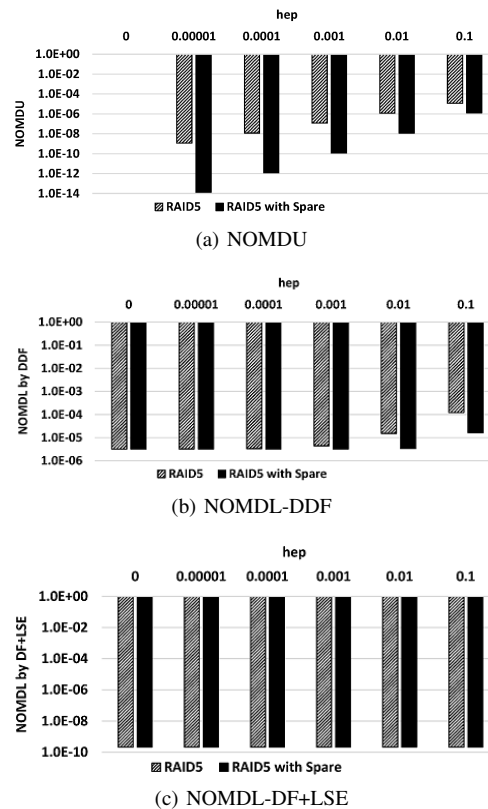 hep
0 0.00001 0.0001 0.001 0.01 0.1
1.0E+00
1.0E-02
1.0E-04
1.0E-06
1.0E-08
1.0E-10
1.0E-12
1.0E-14
NOMDU
RAID5 RAID5 with Spare
(a) NOMDU
hep
0 0.00001 0.0001 0.001 0.01 0.1
1.0E+00
1.0E-01
1.0E-02
1.0E-03
1.0E-04
1.0E-05
1.0E-06
NOMDL by DDF
RAID5 RAID5 with Spare
(b) NOMDL-DDF
hep
0 0.00001 0.0001 0.001 0.01 0.1
1.0E+00
1.0E-02
1.0E-04
1.0E-06
1.0E-08
1.0E-10
NOMDL by DF+LSE
RAID5 RAID5 with Spare
(c) NOMDL-DF+LSE